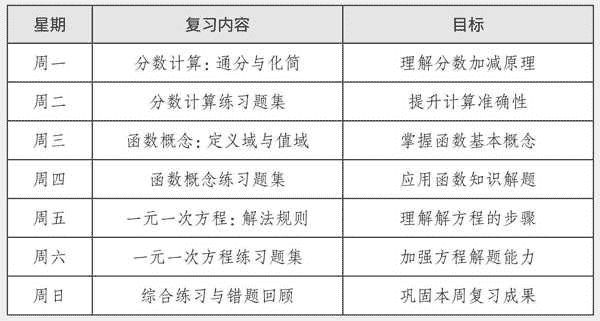 星期 复习内容 目标
周一 分数计算：通分与化简 理解分数加减原理
周二 分数计算练习题集 提升计算准确性
周三 函数概念：定义域与值域 掌握函数基本概念
周四 函数概念练习题集 应用函数知识解题
周五 一元一次方程：解法规则 理解解方程的步骤
周六 一元一次方程练习题集 加强方程解题能力
周日 综合练习与错题回顾 巩固本周复习成果